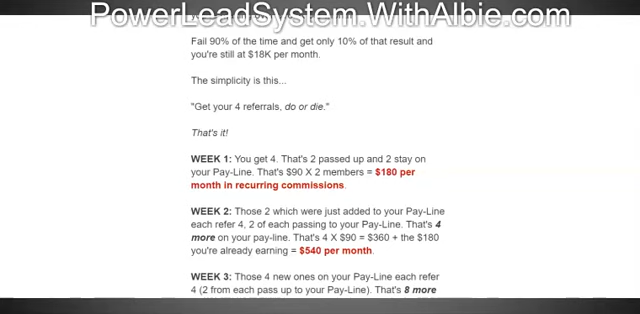 PowerLeadSystem.WithAlbie.com
Fail 90% of the time and get only 10% of that result and
you're still at $18K per month.
The simplicity is this...
"Get your 4 referrals, do or die."
That's it!
WEEK 1: You get 4. That's 2 passed up and 2 stay on
your Pay-Line. That's $90 X 2 members = $180 per
month in recurring commissions.
WEEK 2: Those 2 which were just added to your Pay-Line
each refer 4, 2 of each passing to your Pay-Line. That's 4
more on your pay-line. That's 4 X $90 = $360 + the $180
you're already earning = $540 per month.
WEEK 3: Those 4 new ones on your Pay-Line each refer
4 (2 from each pass up to your Pay-Line). That's 8 more